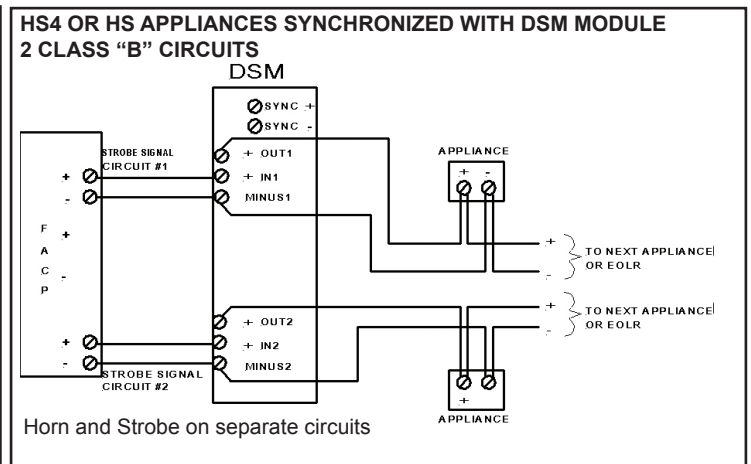 HS4 OR HS APPLIANCES SYNCHRONIZED WITH DSM MODULE
2 CLASS “B” CIRCUITS
DSM
SYNC +
SYNC -
STROBE SIGNAL
CIRCUIT #1
+ OUT1
+ IN1
MINUS1
+
-
F
A
C
P
+
-
+
-
APPLIANCE
+ -
+
-
TO NEXT APPLIANCE
OR EOLR
+
-
TO NEXT APPLIANCE
OR EOLR
+ OUT2
+ IN2
MINUS2
STROBE SIGNAL
CIRCUIT #2
+
APPLIANCE
Horn and Strobe on separate circuits